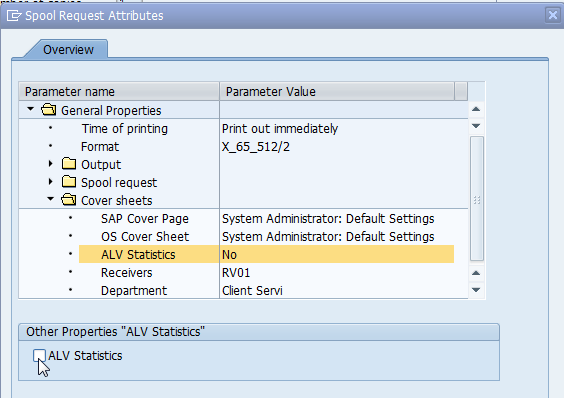 Spool Request Attributes
Overview
Parameter name Parameter Value
General Properties
Time of printing Print out immediately
Format X_65_512/2
Output
Spool request
Cover sheets
SAP Cover Page System Administrator: Default Settings
OS Cover Sheet System Administrator: Default Settings
ALV Statistics No
Receivers RV01
Department Client Servi
Other Properties "ALV Statistics"
ALV Statistics